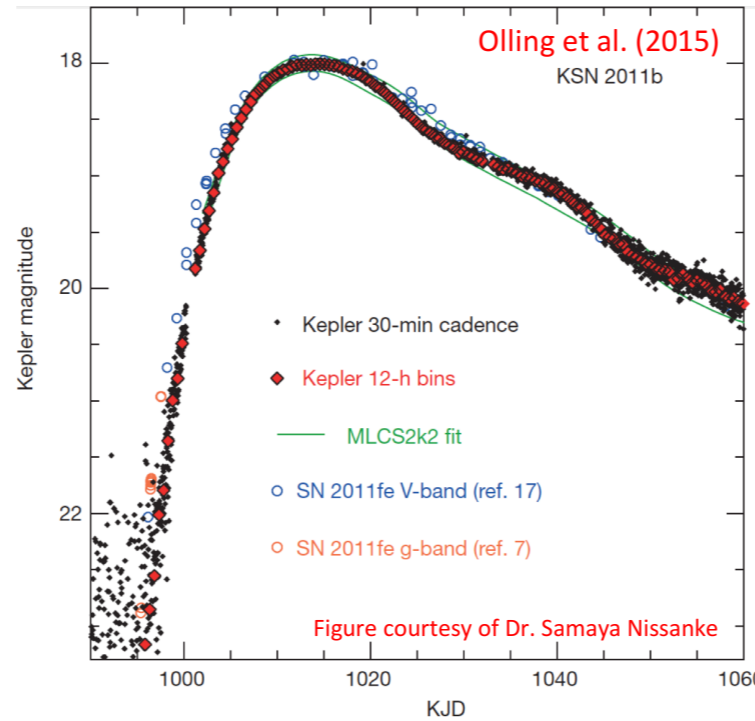 Olling et al. (2015)
KSN 2011b
18
20
22
Kepler magnitude
Kepler 30-min cadence
Kepler 12-h bins
MLCS2k2 fit
SN 2011fe V-band (ref. 17)
SN 2011fe g-band (ref. 7)
Figure courtesy of Dr. Samaya Nissanke
1000
1020
1040
1060
KJD